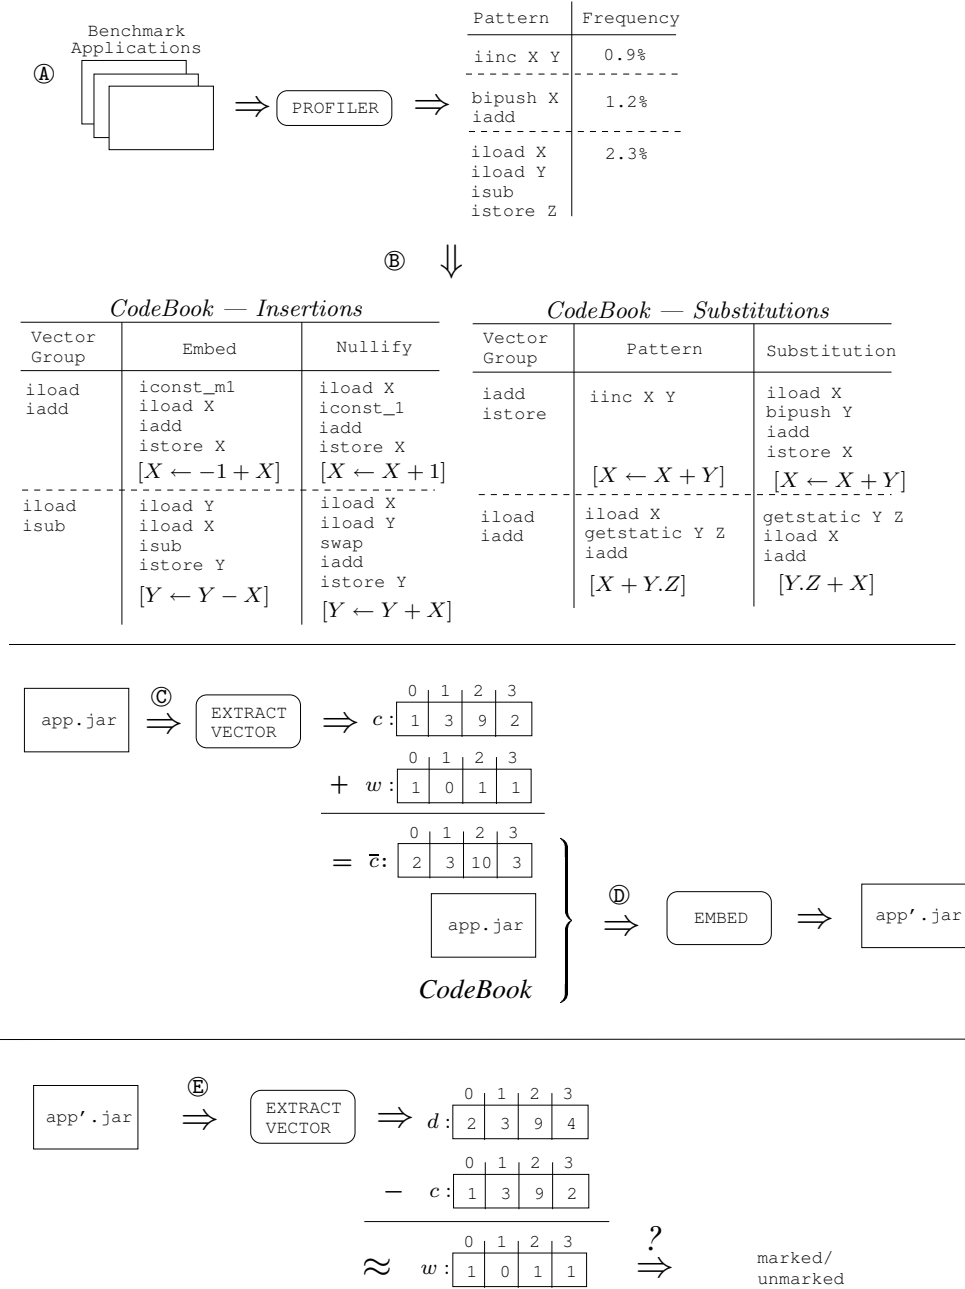 Benchmark
Applications
Ⓐ
⇒ PROFILER ⇒
Pattern Frequency
iinc X Y 0.9%
bipush X 1.2%
iadd
iload X 2.3%
iload Y
isub
istore Z
Ⓑ ⇓
CodeBook — Insertions
Vector Group Embed Nullify
iload iconst_m1 iload X
iadd iload X iconst_1
iadd iadd
istore X istore X
[X ← −1 + X] [X ← X + 1]
iload iload Y iload X
isub iload X iload Y
isub swap
istore Y iadd
istore Y
[Y ← Y − X] [Y ← Y + X]
CodeBook — Substitutions
Vector Group Pattern Substitution
iadd iinc X Y iload X
istore bipush Y
iadd
istore X
[X ← X + Y] [X ← X + Y]
iload iload X getstatic Y Z
iadd getstatic Y Z iload X
iadd iadd
[X + Y.Z] [Y.Z + X]
Ⓒ
app.jar ⇒ EXTRACT VECTOR ⇒
0 1 2 3
c: 1 3 9 2
0 1 2 3
+ w: 1 0 1 1
0 1 2 3
= c̅: 2 3 10 3
app.jar
CodeBook
Ⓓ
⇒ EMBED ⇒ app'.jar
Ⓔ
app'.jar ⇒ EXTRACT VECTOR ⇒
0 1 2 3
d: 2 3 9 4
0 1 2 3
− c: 1 3 9 2
0 1 2 3
≈ w: 1 0 1 1
?
⇒
marked/
unmarked